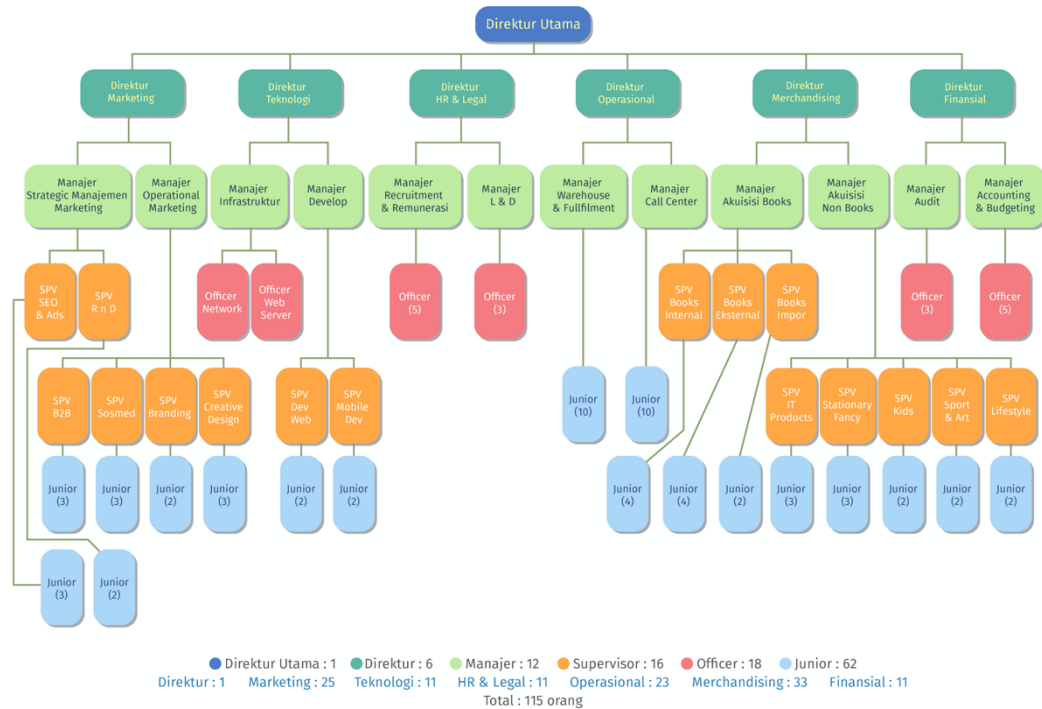 Direktur Utama
Direktur
Marketing
Direktur
Teknologi
Direktur
HR & Legal
Direktur
Operasional
Direktur
Merchandising
Direktur
Finansial
Manajer
Strategic Manajemen
Marketing
Manajer
Operational
Marketing
Manajer
Infrastruktur
Manajer
Develop
Manajer
Recruitment
& Remunerasi
Manajer
L & D
Manajer
Warehouse
& Fullfilment
Manajer
Call Center
Manajer
Akuisisi Books
Manajer
Akuisisi
Non Books
Manajer
Audit
Manajer
Accounting
& Budgeting
SPV
SEO
& Ads
SPV
R n D
Officer
Network
Officer
Web
Server
Officer
(5)
Officer
(3)
SPV
Books
Internal
SPV
Books
Eksternal
SPV
Books
Impor
Officer
(3)
Officer
(5)
SPV
B2B
SPV
Sosmed
SPV
Branding
SPV
Creative
Design
SPV
Dev
Web
SPV
Mobile
Dev
Junior
(10)
Junior
(10)
SPV
IT
Products
SPV
Stationary
Fancy
SPV
Kids
SPV
Sport
& Art
SPV
Lifestyle
Junior
(3)
Junior
(3)
Junior
(2)
Junior
(3)
Junior
(2)
Junior
(2)
Junior
(4)
Junior
(4)
Junior
(2)
Junior
(3)
Junior
(3)
Junior
(2)
Junior
(2)
Junior
(2)
Junior
(3)
Junior
(2)
Direktur Utama : 1 Direktur : 6 Manajer : 12 Supervisor : 16 Officer : 18 Junior : 62
Direktur : 1 Marketing : 25 Teknologi : 11 HR & Legal : 11 Operasional : 23 Merchandising : 33 Finansial : 11
Total : 115 orang